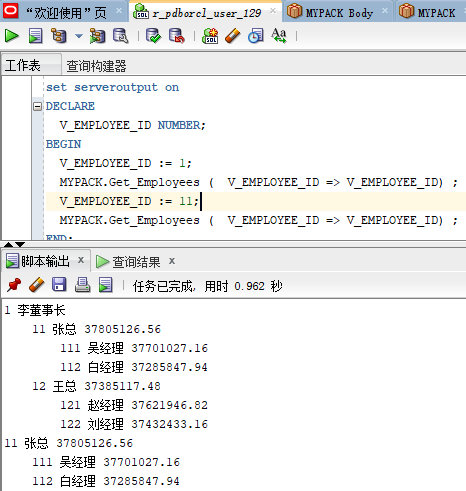 “欢迎使用”页 r_pdborcl_user_129 MYPACK Body MYPACK
工作表 查询构建器
set serveroutput on
DECLARE
V_EMPLOYEE_ID NUMBER;
BEGIN
V_EMPLOYEE_ID := 1;
MYPACK.Get_Employees ( V_EMPLOYEE_ID => V_EMPLOYEE_ID) ;
V_EMPLOYEE_ID := 11;
MYPACK.Get_Employees ( V_EMPLOYEE_ID => V_EMPLOYEE_ID) ;
END;
脚本输出 x 查询结果 x
任务已完成, 用时 0.962 秒
1 李董事长
11 张总 37805126.56
111 吴经理 37701027.16
112 白经理 37285847.94
12 王总 37385117.48
121 赵经理 37621946.82
122 刘经理 37432433.16
11 张总 37805126.56
111 吴经理 37701027.16
112 白经理 37285847.94